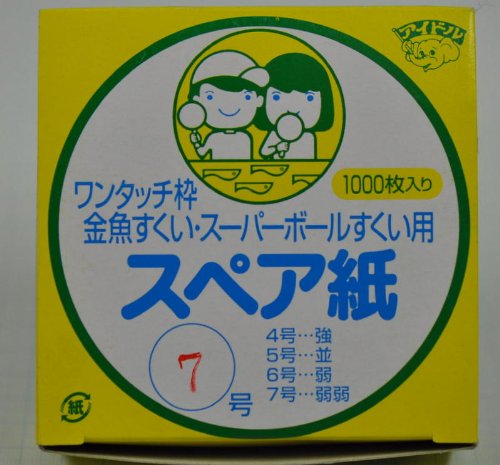 アイドル
1000枚入り
ワンタッチ枠
金魚すくい・スーパーボールすくい用
スペア紙
4号…強
5号…並
6号…弱
7号…弱弱
7号
紙